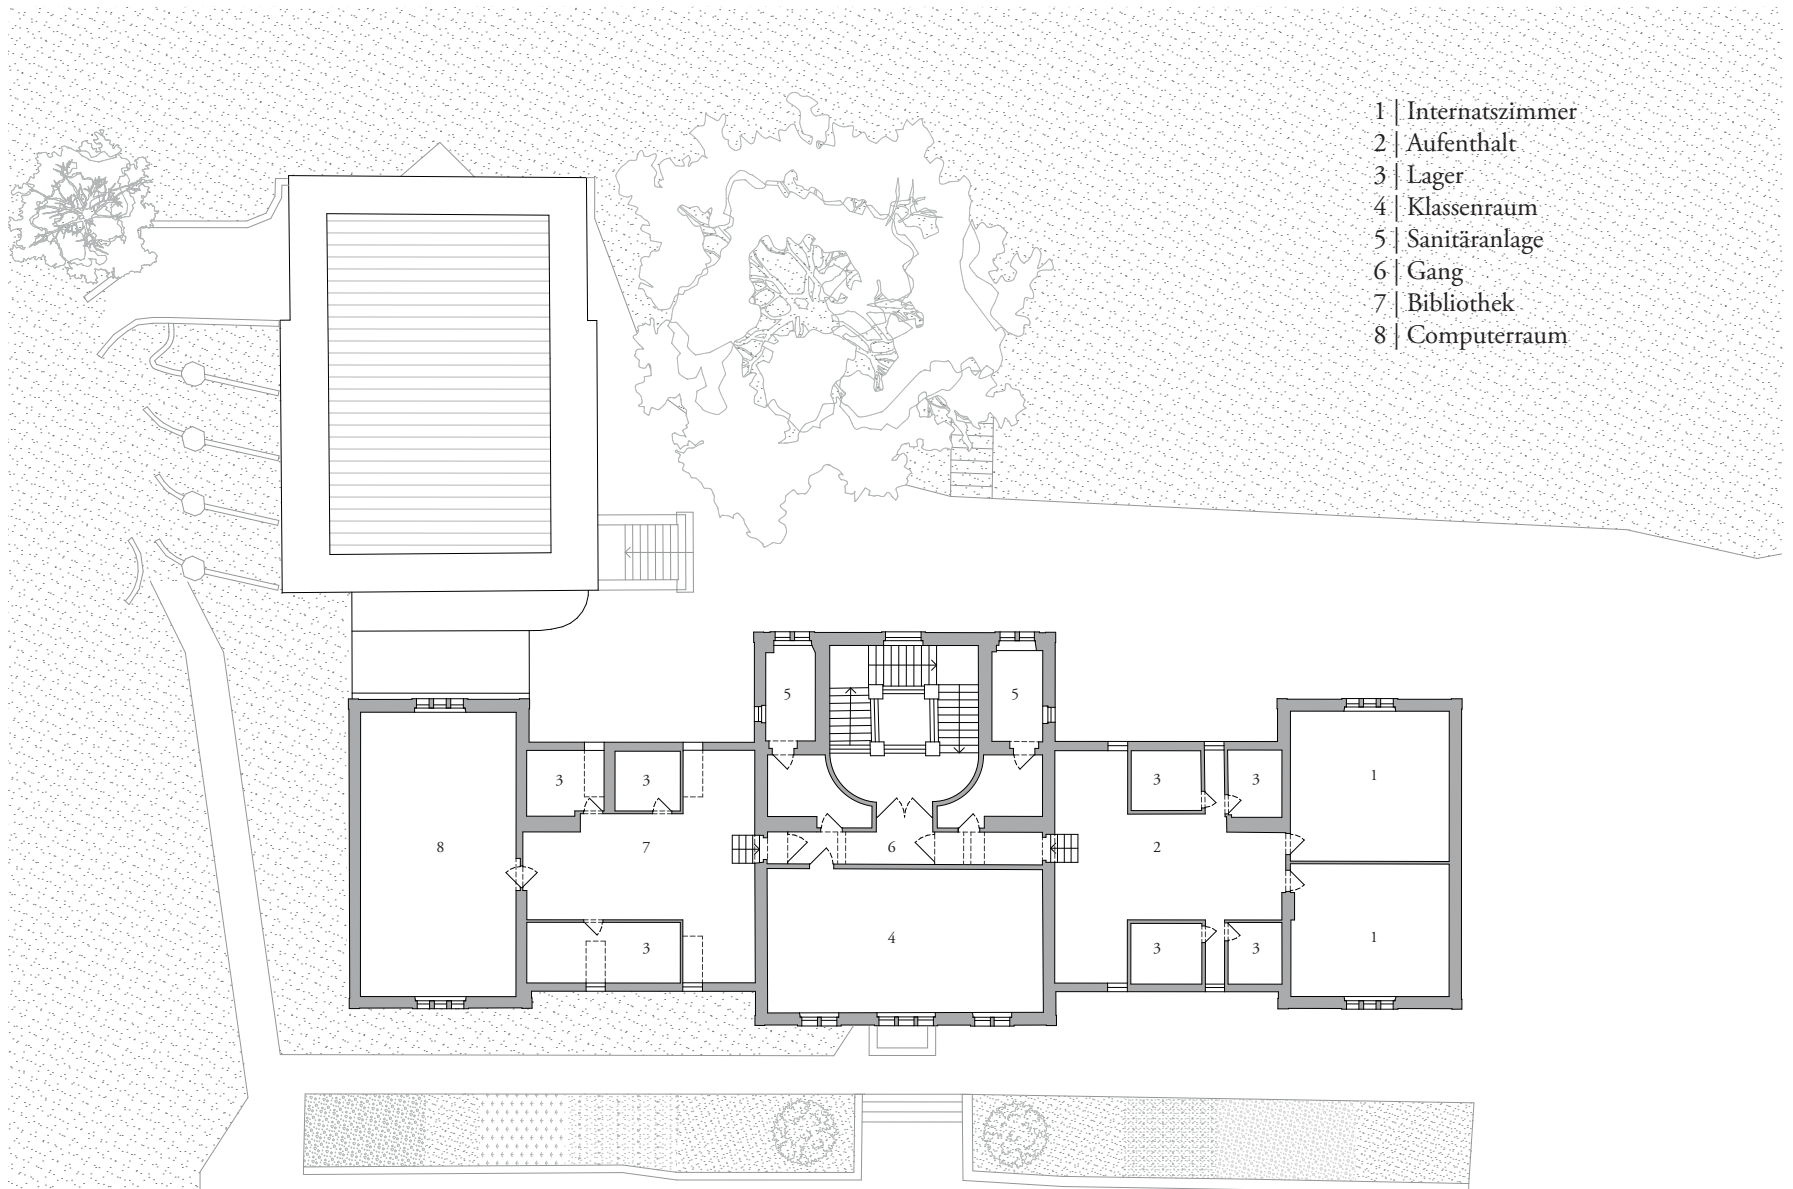 1 | Internatszimmer
2 | Aufenthalt
3 | Lager
4 | Klassenraum
5 | Sanitäranlage
6 | Gang
7 | Bibliothek
8 | Computerraum
5 5
3 3 3 3 1
8 7 6 2
4 1
3 3 3